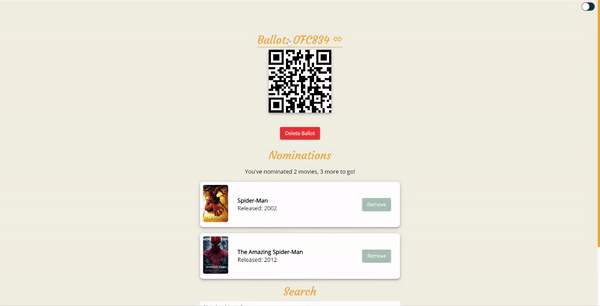 Ballot: 0FC834
Delete Ballot
Nominations
You've nominated 2 movies, 3 more to go!
Spider-Man
Released: 2002
Remove
The Amazing Spider-Man
Released: 2012
Remove
Search